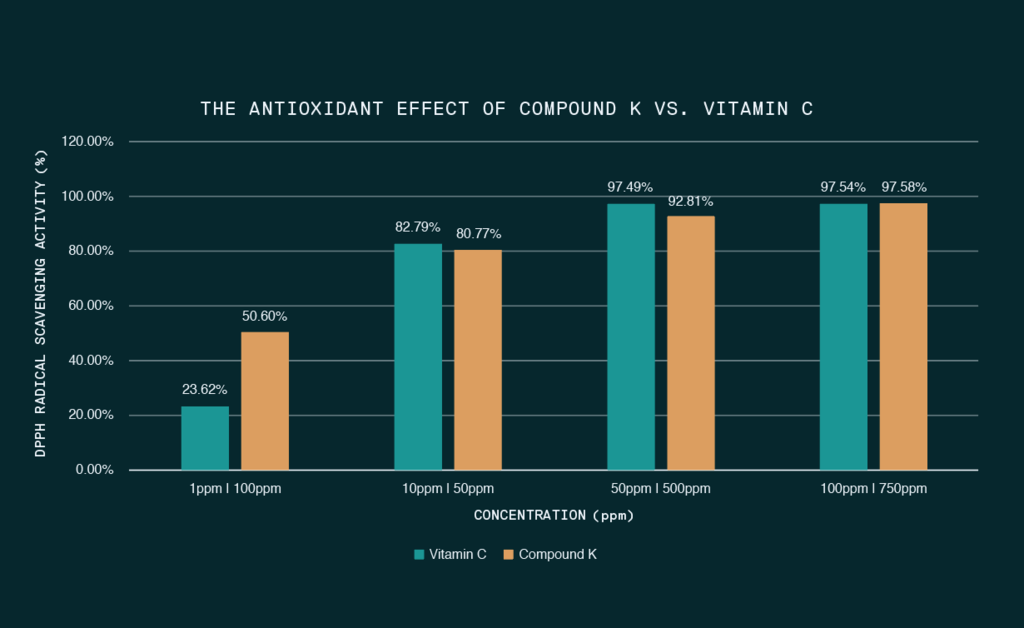 THE ANTIOXIDANT EFFECT OF COMPOUND K VS. VITAMIN C
DPPH RADICAL SCAVENGING ACTIVITY (%)
120.00%
100.00%
80.00%
60.00%
40.00%
20.00%
0.00%
23.62%
50.60%
82.79%
80.77%
97.49%
92.81%
97.54%
97.58%
1ppm | 100ppm
10ppm | 50ppm
50ppm | 500ppm
100ppm | 750ppm
CONCENTRATION (ppm)
Vitamin C
Compound K